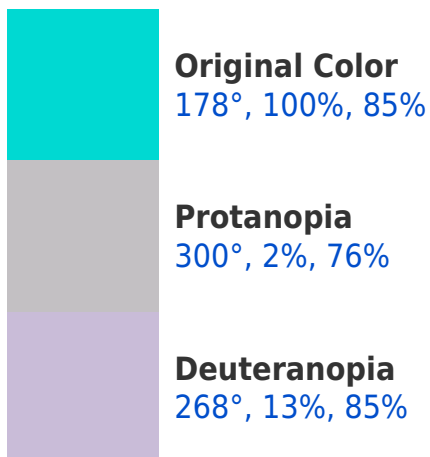 Original Color
178°, 100%, 85%
Protanopia
300°, 2%, 76%
Deuteranopia
268°, 13%, 85%